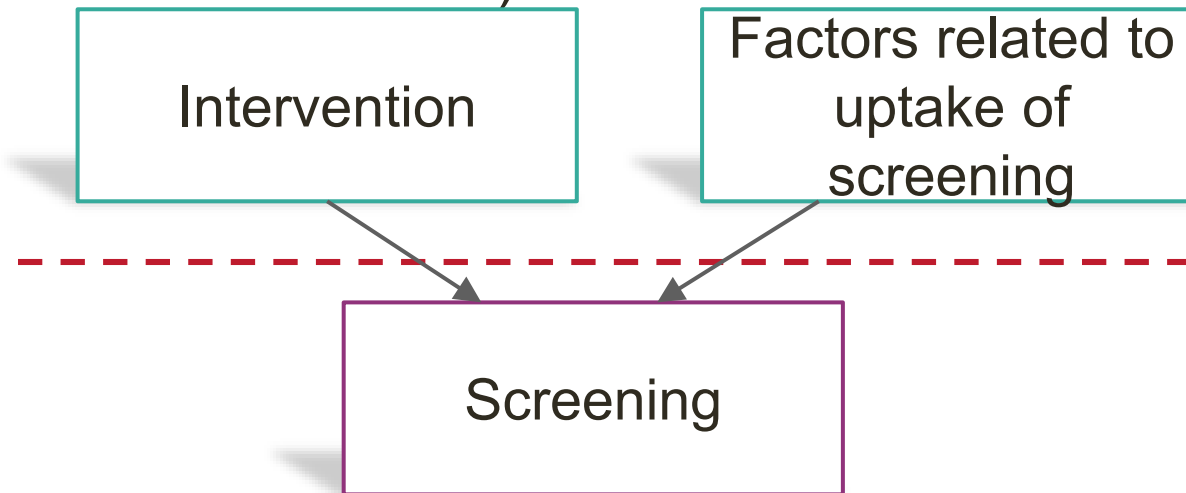 Intervention
Factors related to
uptake of
screening
Screening